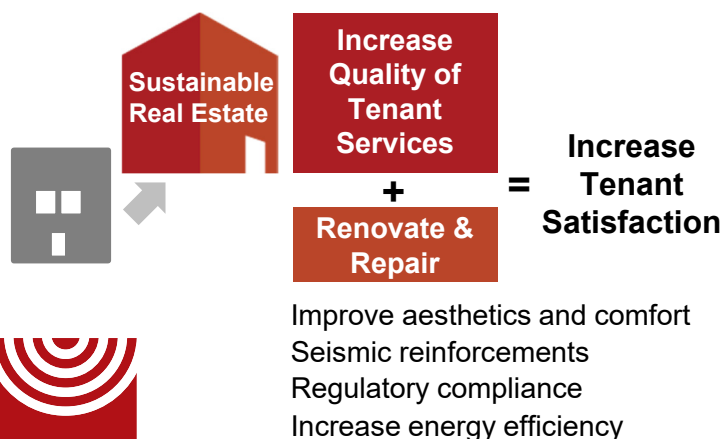 Sustainable
Real Estate
Increase
Quality of
Tenant
Services
+
Renovate &
Repair
=
Increase
Tenant
Satisfaction
Improve aesthetics and comfort
Seismic reinforcements
Regulatory compliance
Increase energy efficiency